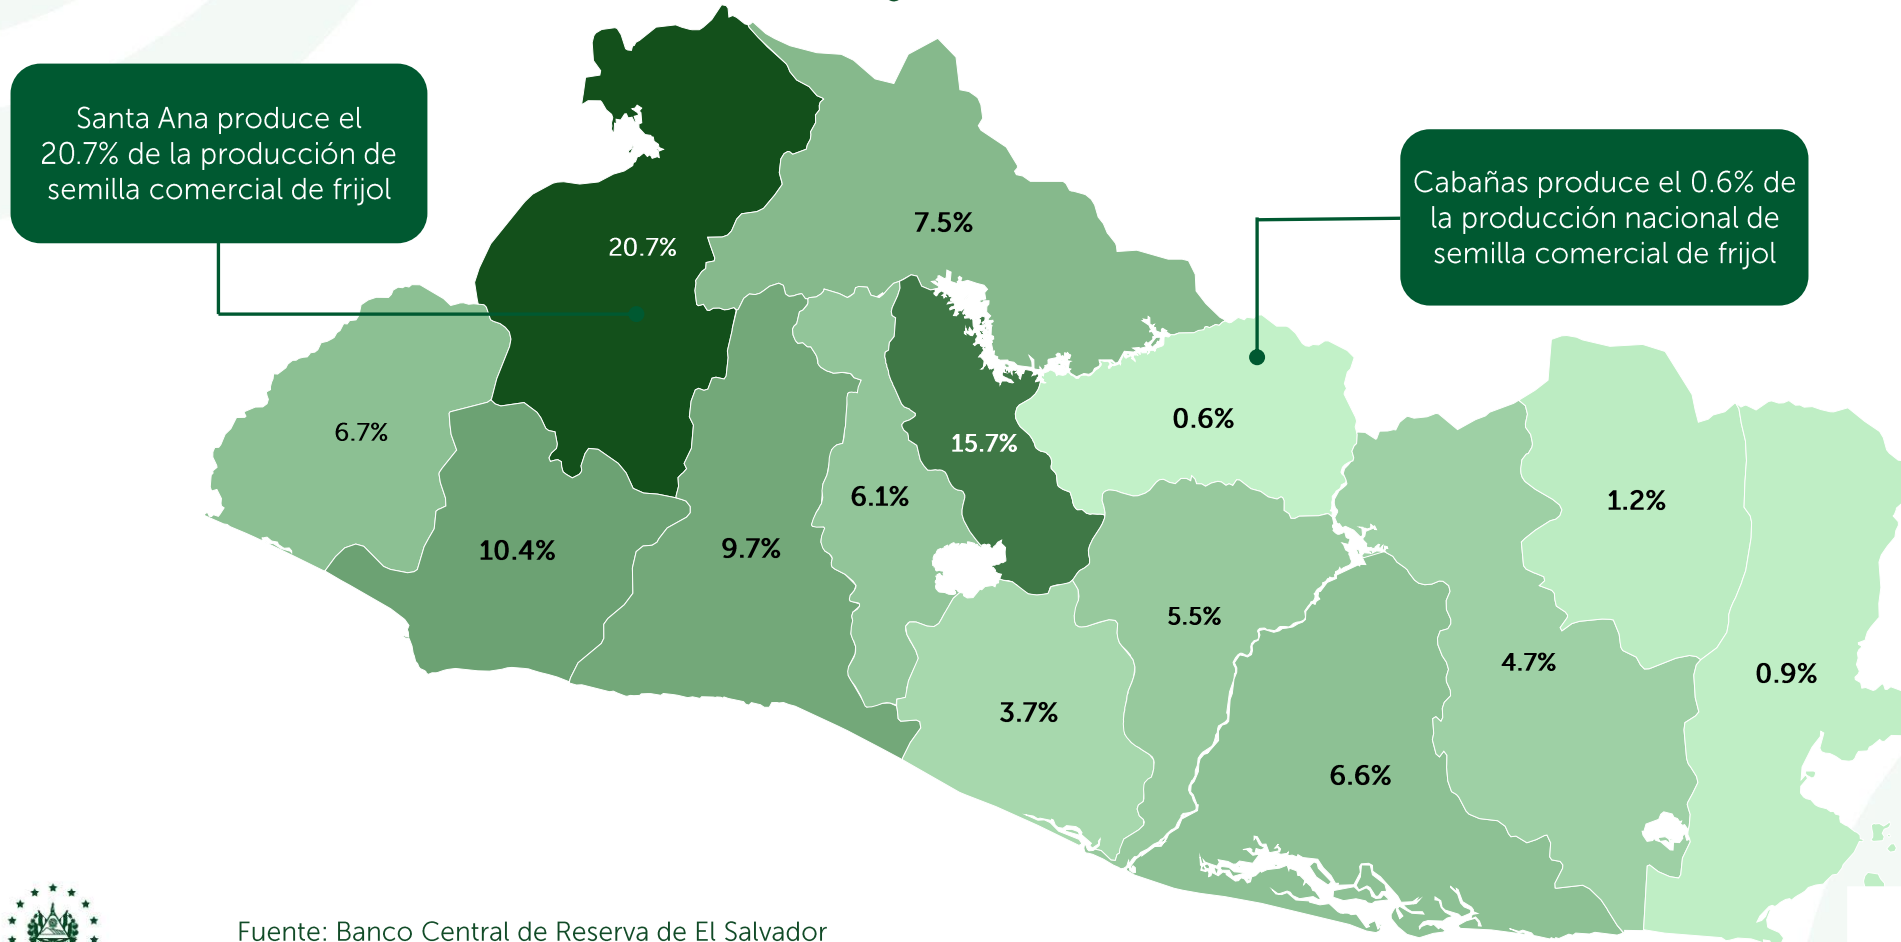 Santa Ana produce el
20.7% de la producción de
semilla comercial de frijol
Cabañas produce el 0.6% de
la producción nacional de
semilla comercial de frijol
7.5%
20.7%
0.6%
6.7%
15.7%
6.1%
1.2%
10.4%
9.7%
5.5%
4.7%
0.9%
3.7%
6.6%
Fuente: Banco Central de Reserva de El Salvador